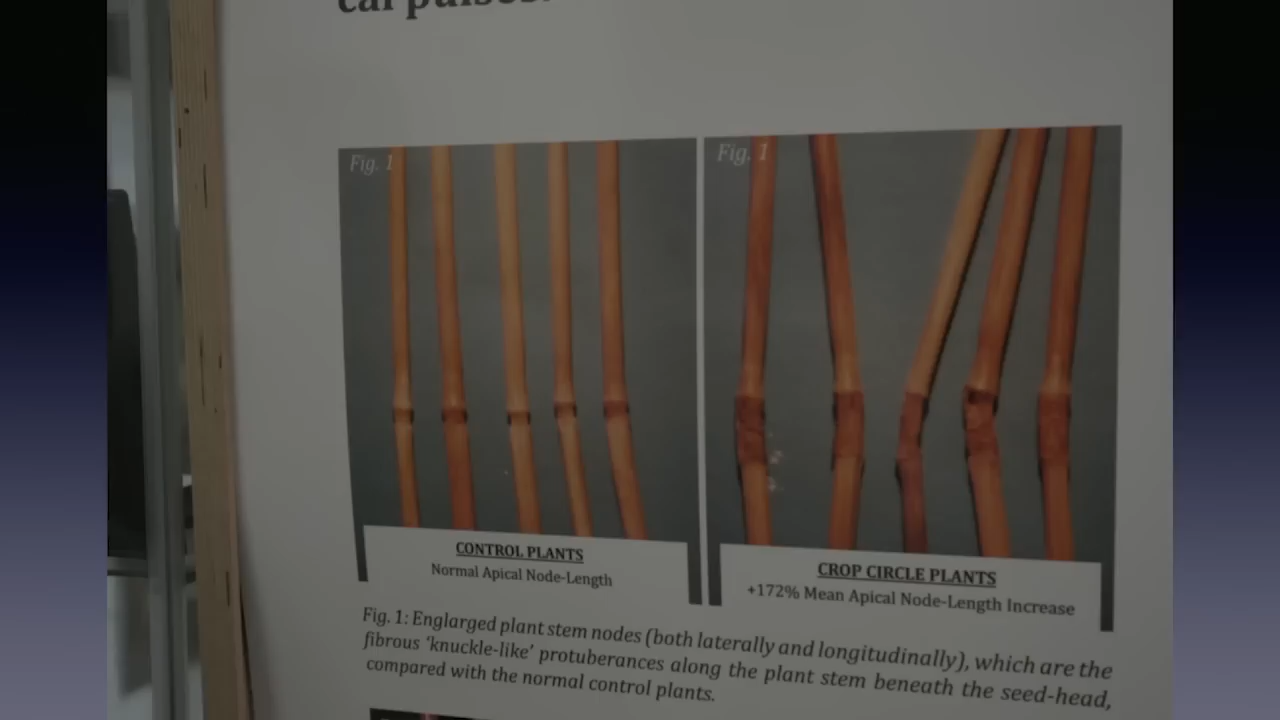 car pulses.
Fig. 1
Fig. 1
CONTROL PLANTS
Normal Apical Node-Length
CROP CIRCLE PLANTS
+172% Mean Apical Node-Length Increase
Fig. 1: Englarged plant stem nodes (both laterally and longitudinally), which are the
fibrous ‘knuckle-like’ protuberances along the plant stem beneath the seed-head,
compared with the normal control plants.